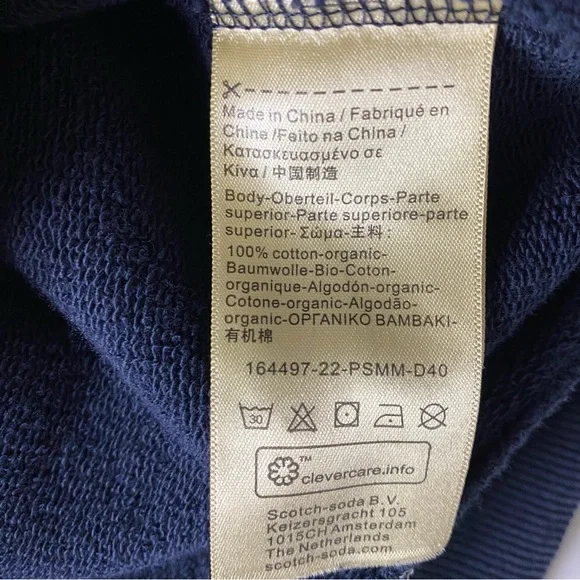 Made in China / Fabriqué en
Chine /Feito na China /
Κατασκευασμένο σε
Κίνα / 中国制造
Body-Oberteil-Corps-Parte
superior-Parte superiore-parte
superior- Σώμα-主料 :
100% cotton-organic-
Baumwolle-Bio-Coton-
organique-Algodón-organic-
Cotone-organic-Algodão-
organic-ΟΡΓΑΝΙΚΟ ΒΑΜΒΑΚΙ-
有机棉
164497-22-PSMM-D40
30
™
clevercare.info
Scotch-soda B.V.
Keizersgracht 105
1015CH Amsterdam
The Netherlands
scotch-soda.com